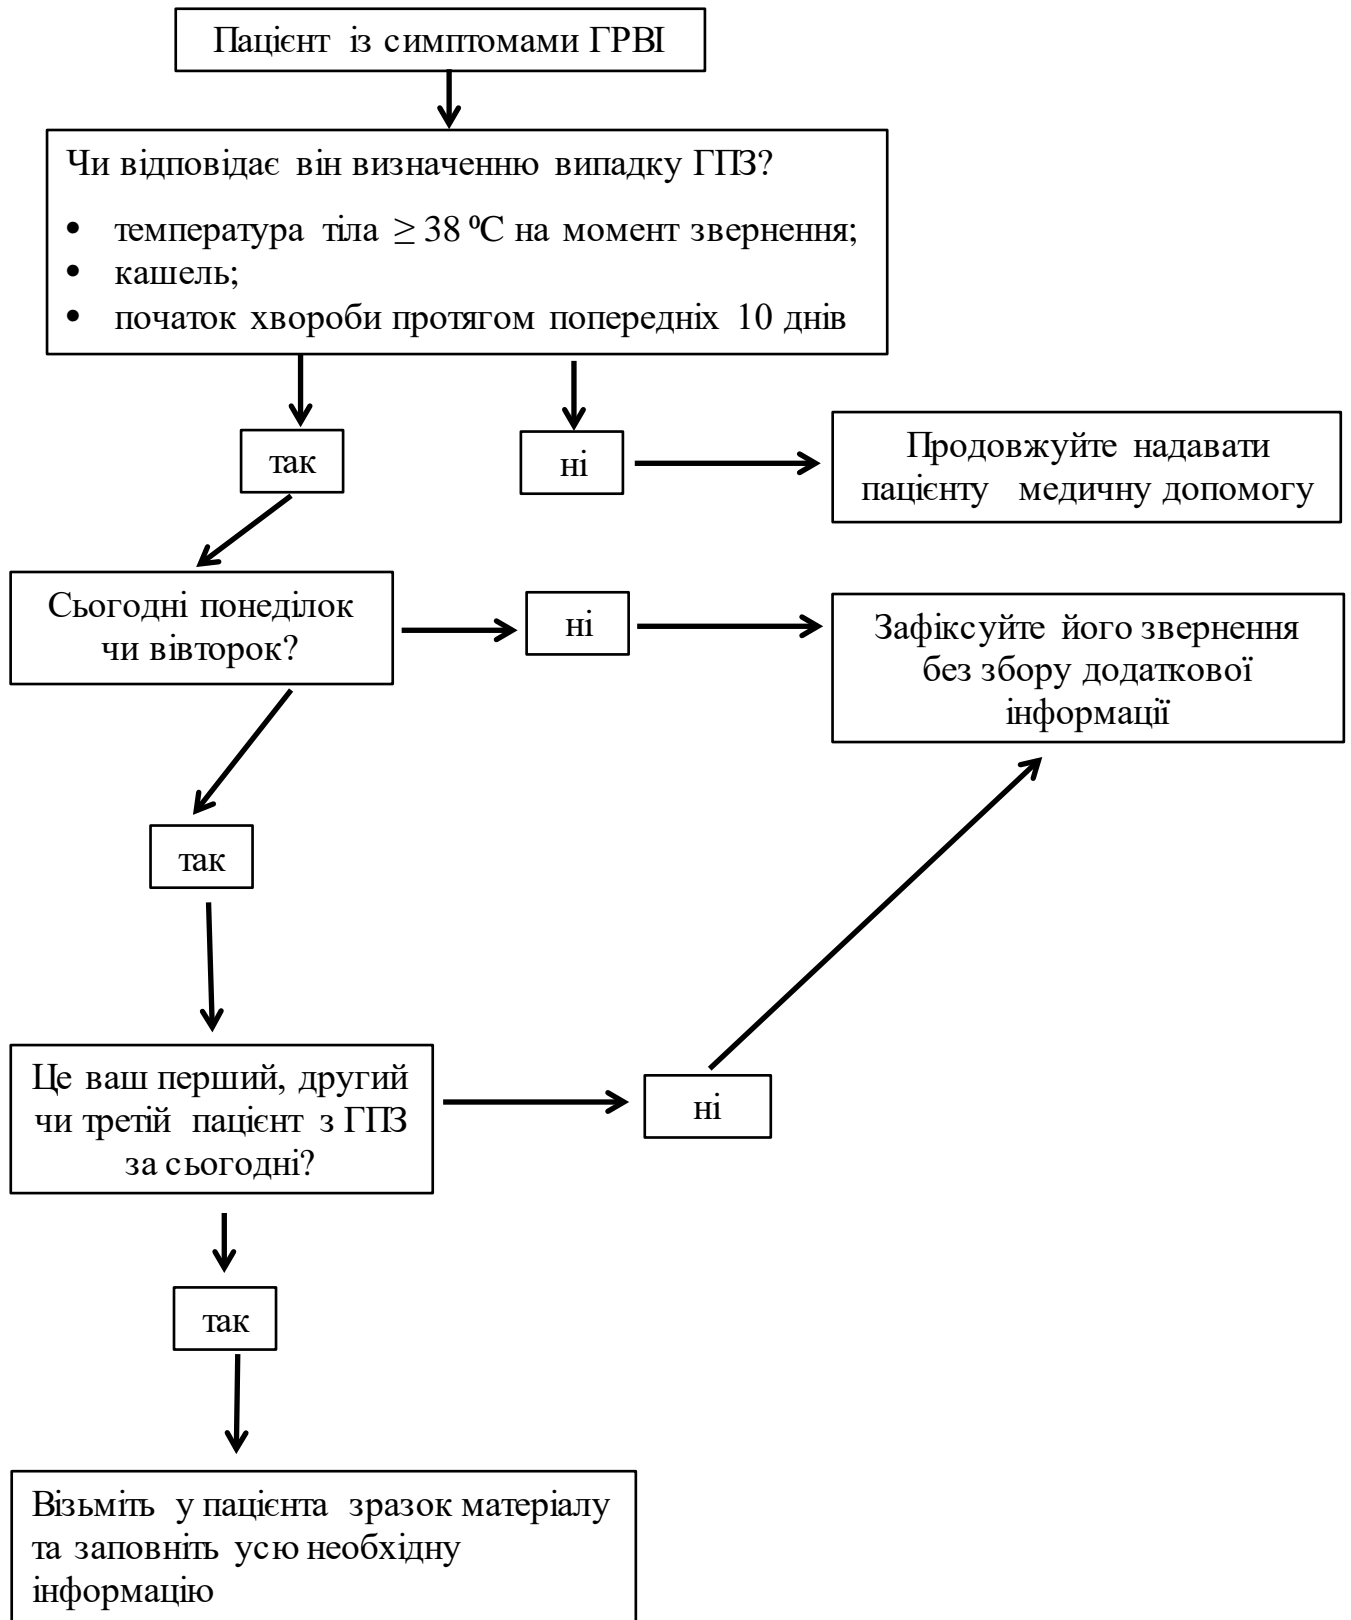 Пацієнт із симптомами ГРВІ
Чи відповідає він визначенню випадку ГПЗ?
• температура тіла ≥ 38 ⁰С на момент звернення;
• кашель;
• початок хвороби протягом попередніх 10 днів
так
ні
Продовжуйте надавати
пацієнту медичну допомогу
Сьогодні понеділок
чи вівторок?
ні
Зафіксуйте його звернення
без збору додаткової
інформації
так
Це ваш перший, другий
чи третій пацієнт з ГПЗ
за сьогодні?
ні
так
Візьміть у пацієнта зразок матеріалу
та заповніть усю необхідну
інформацію